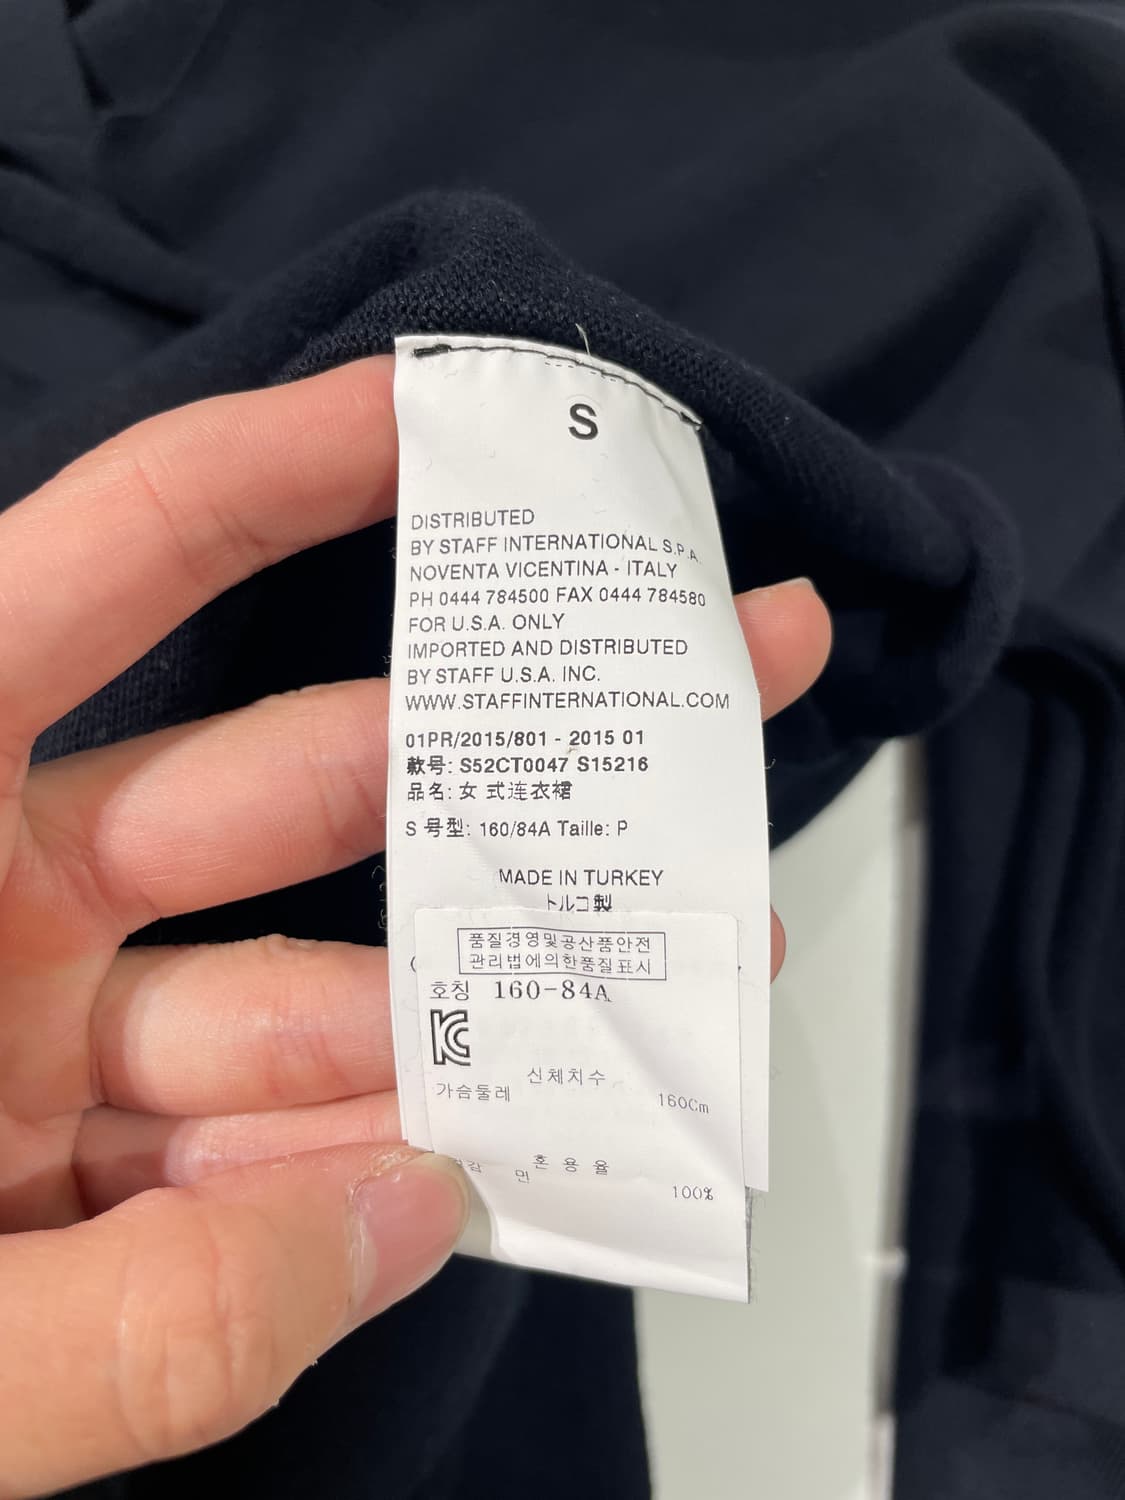 S
DISTRIBUTED
BY STAFF INTERNATIONAL S.P.A.
NOVENTA VICENTINA - ITALY
PH 0444 784500 FAX 0444 784580
FOR U.S.A. ONLY
IMPORTED AND DISTRIBUTED
BY STAFF U.S.A. INC.
WWW.STAFFINTERNATIONAL.COM
01PR/2015/801 - 2015 01
款号: S52CT0047 S15216
品名: 女 式连衣裙
S 号型: 160/84A Taille: P
MADE IN TURKEY
トルコ製
품질경영및공산품안전
관리법에의한품질표시
호칭 160-84A
KC
신체치수
가슴둘레 160Cm
혼 용 율
면 100%